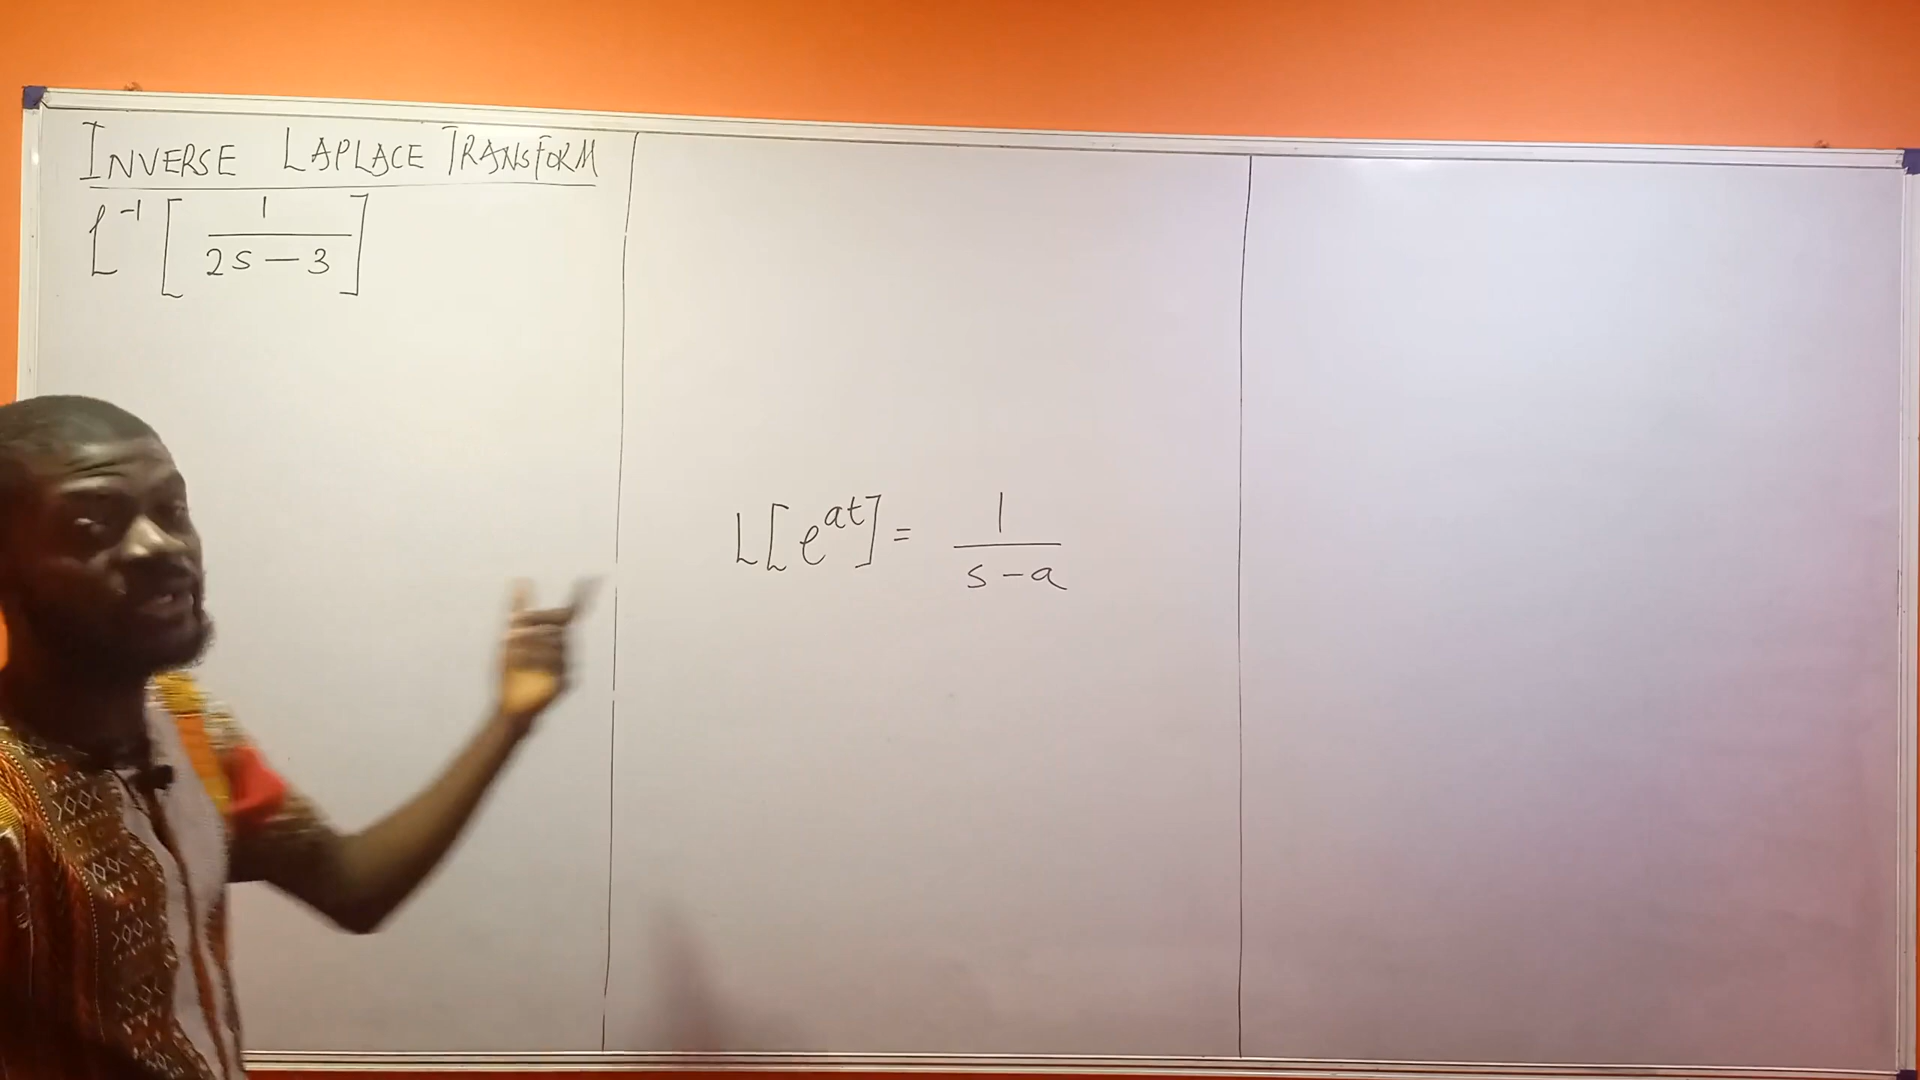 INVERSE LAPLACE TRANSFORM
L⁻¹ [ 1 / 2s - 3 ]
L[e^at] = 1 / s - a